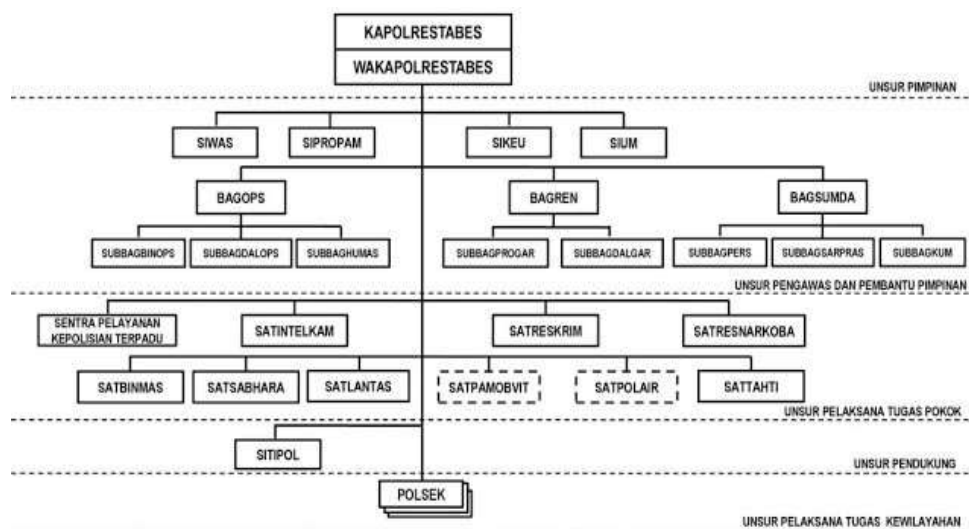 KAPOLRESTABES
WAKAPOLRESTABES
UNSUR PIMPINAN
SIWAS
SIPROPAM
SIKEU
SIUM
BAGOPS
BAGREN
BAGSUMDA
SUBBAGBINOPS
SUBBAGDALOPS
SUBBAGHUMAS
SUBBAGPROGAR
SUBBAGDALGAR
SUBBAGPERS
SUBBAGSARPRAS
SUBBAGKUM
UNSUR PENGAWAS DAN PEMBANTU PIMPINAN
SENTRA PELAYANAN
KEPOLISIAN TERPADU
SATINTELKAM
SATRESKRIM
SATRESNARKOBA
SATBINMAS
SATSABHARA
SATLANTAS
SATPAMOBVIT
SATPOLAIR
SATTAHTI
UNSUR PELAKSANA TUGAS POKOK
SITIPOL
UNSUR PENDUKUNG
POLSEK
UNSUR PELAKSANA TUGAS KEWILAYAHAN